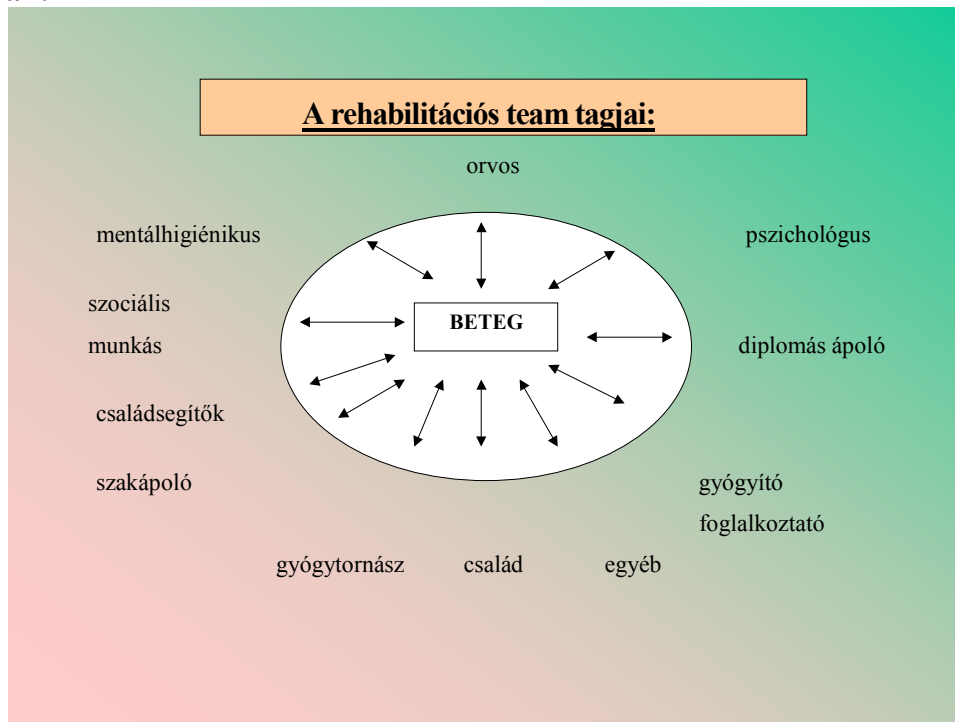 A rehabilitációs team tagjai:
orvos
mentálhigiénikus
pszichológus
szociális
munkás
BETEG
diplomás ápoló
családsegítők
szakápoló
gyógyító
foglalkoztató
gyógytornász
család
egyéb